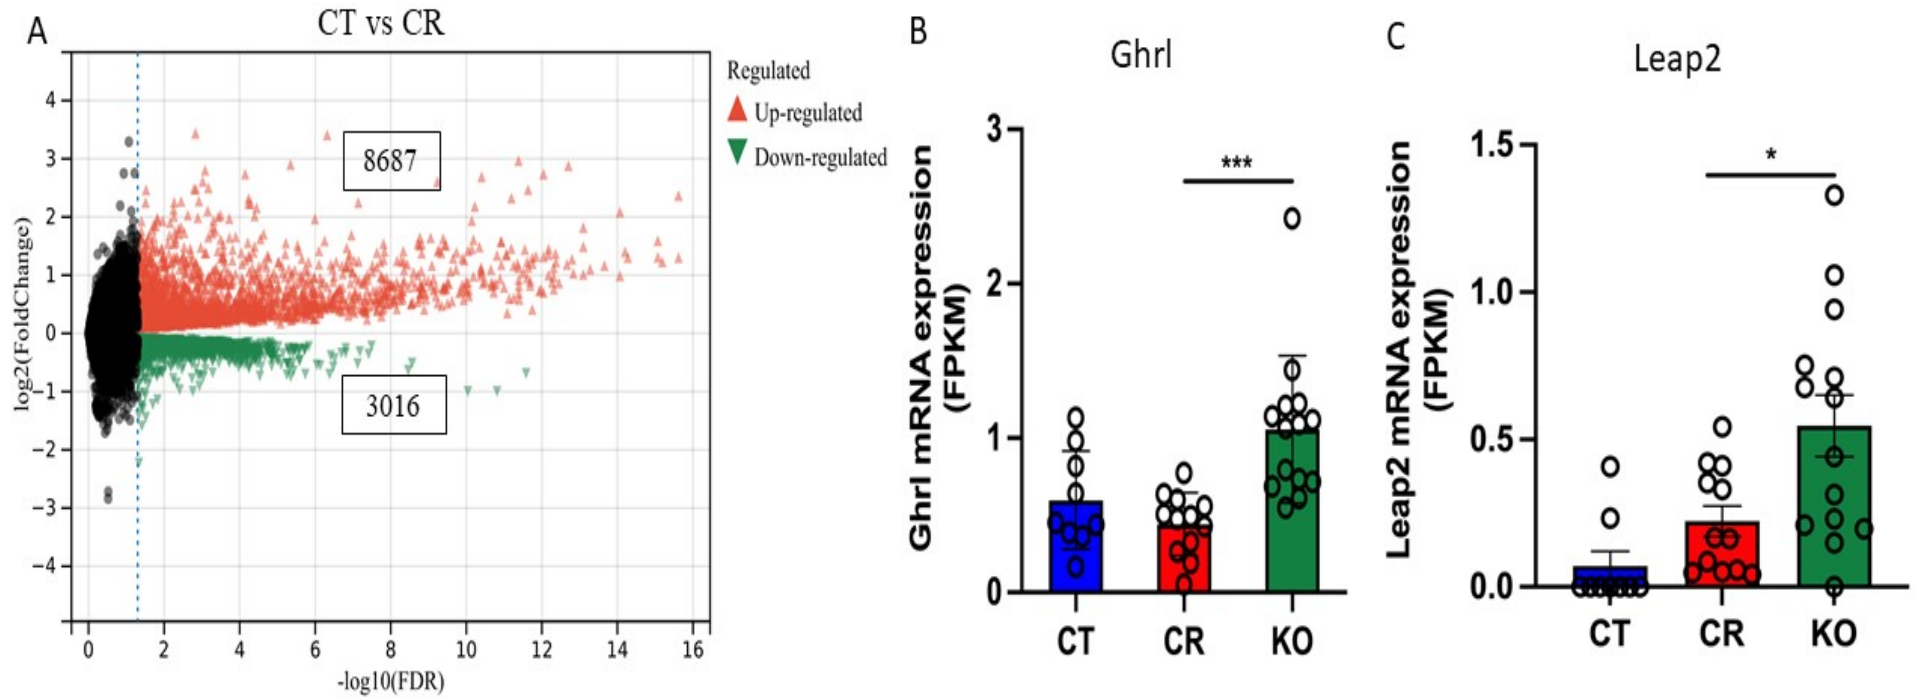 A
CT vs CR
4
3
2
1
0
−1
−2
−3
−4
log2(FoldChange)
8687
3016
0
2
4
6
8
10
12
14
16
-log10(FDR)
Regulated
Up-regulated
Down-regulated
B
Ghrl
Ghrl mRNA expression
(FPKM)
3
2
1
0
***
CT
CR
KO
C
Leap2
Leap2 mRNA expression
(FPKM)
1.5
1.0
0.5
0.0
*
CT
CR
KO